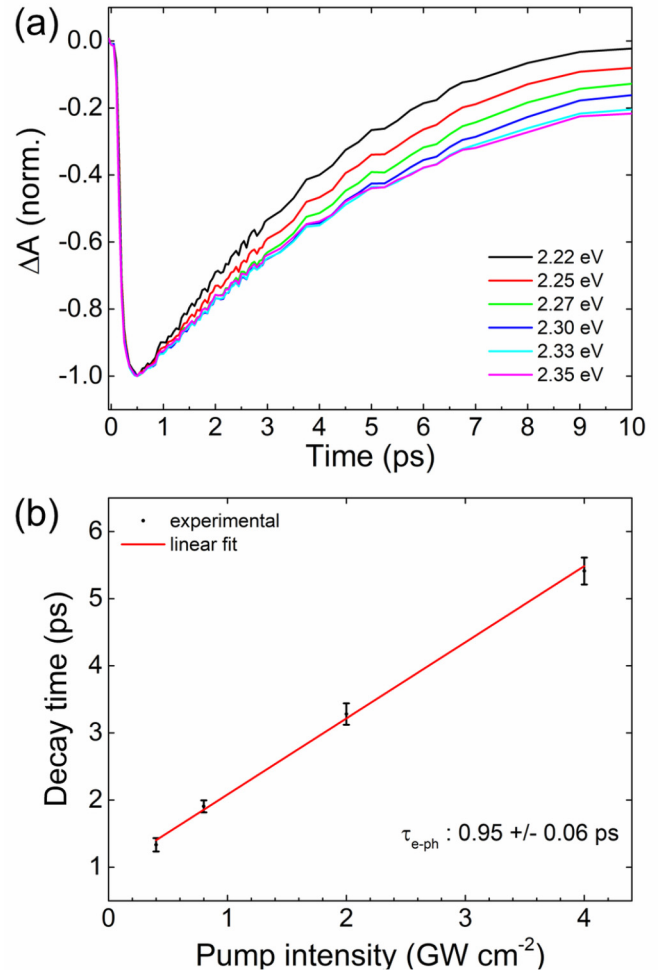 (a)
0.0
-0.2
-0.4
-0.6
-0.8
-1.0
ΔA (norm.)
2.22 eV
2.25 eV
2.27 eV
2.30 eV
2.33 eV
2.35 eV
0 1 2 3 4 5 6 7 8 9 10
Time (ps)
(b)
6
5
4
3
2
1
Decay time (ps)
experimental
linear fit
τe-ph : 0.95 +/- 0.06 ps
0 1 2 3 4
Pump intensity (GW cm-2)